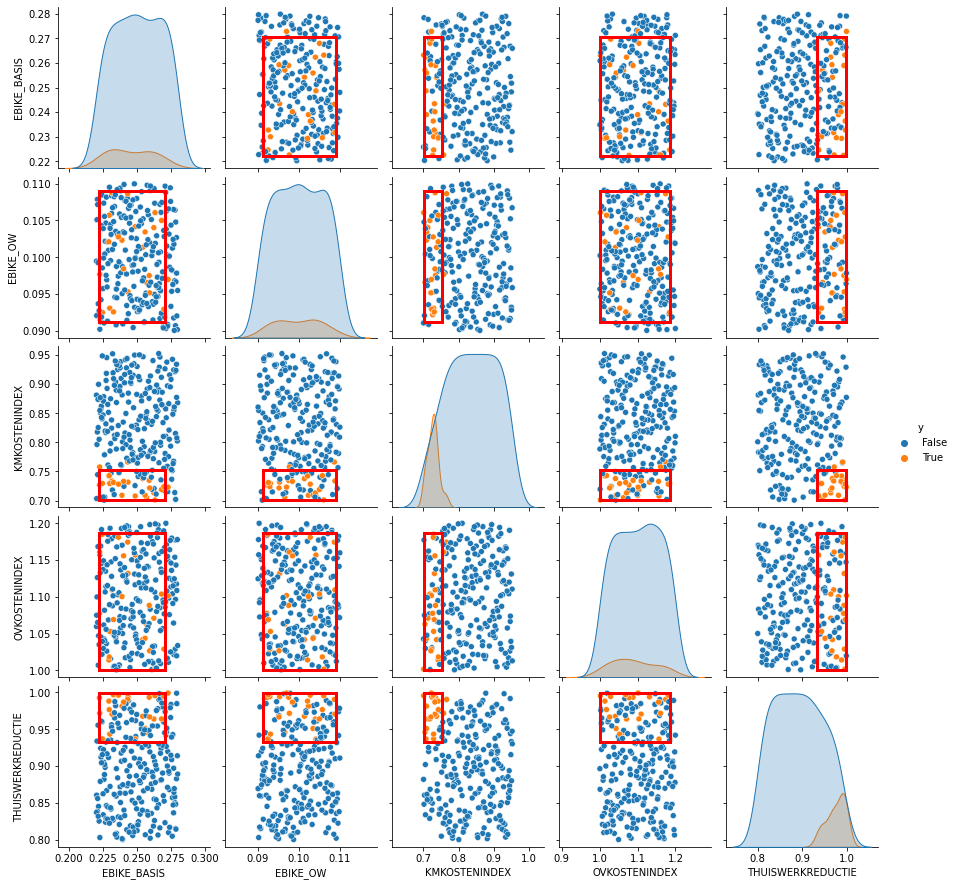 0.28
0.27
0.26
0.25
0.24
0.23
0.22
EBIKE_BASIS
0.110
0.105
0.100
0.095
0.090
EBIKE_OW
0.95
0.90
0.85
0.80
0.75
0.70
KMKOSTENINDEX
y
False
True
1.20
1.15
1.10
1.05
1.00
OVKOSTENINDEX
1.00
0.95
0.90
0.85
0.80
THUISWERKREDUCTIE
0.200 0.225 0.250 0.275 0.300
EBIKE_BASIS
0.09 0.10 0.11
EBIKE_OW
0.7 0.8 0.9 1.0
KMKOSTENINDEX
0.9 1.0 1.1 1.2
OVKOSTENINDEX
0.8 0.9 1.0
THUISWERKREDUCTIE